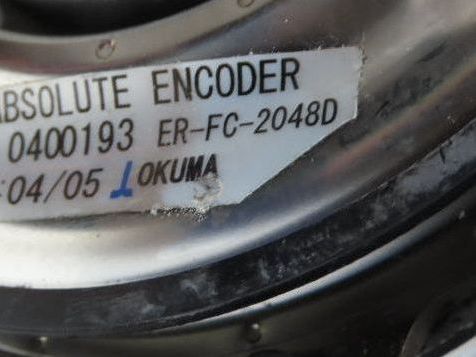 ABSOLUTE ENCODER
0400193 ER-FC-2048D
04/05 OKUMA